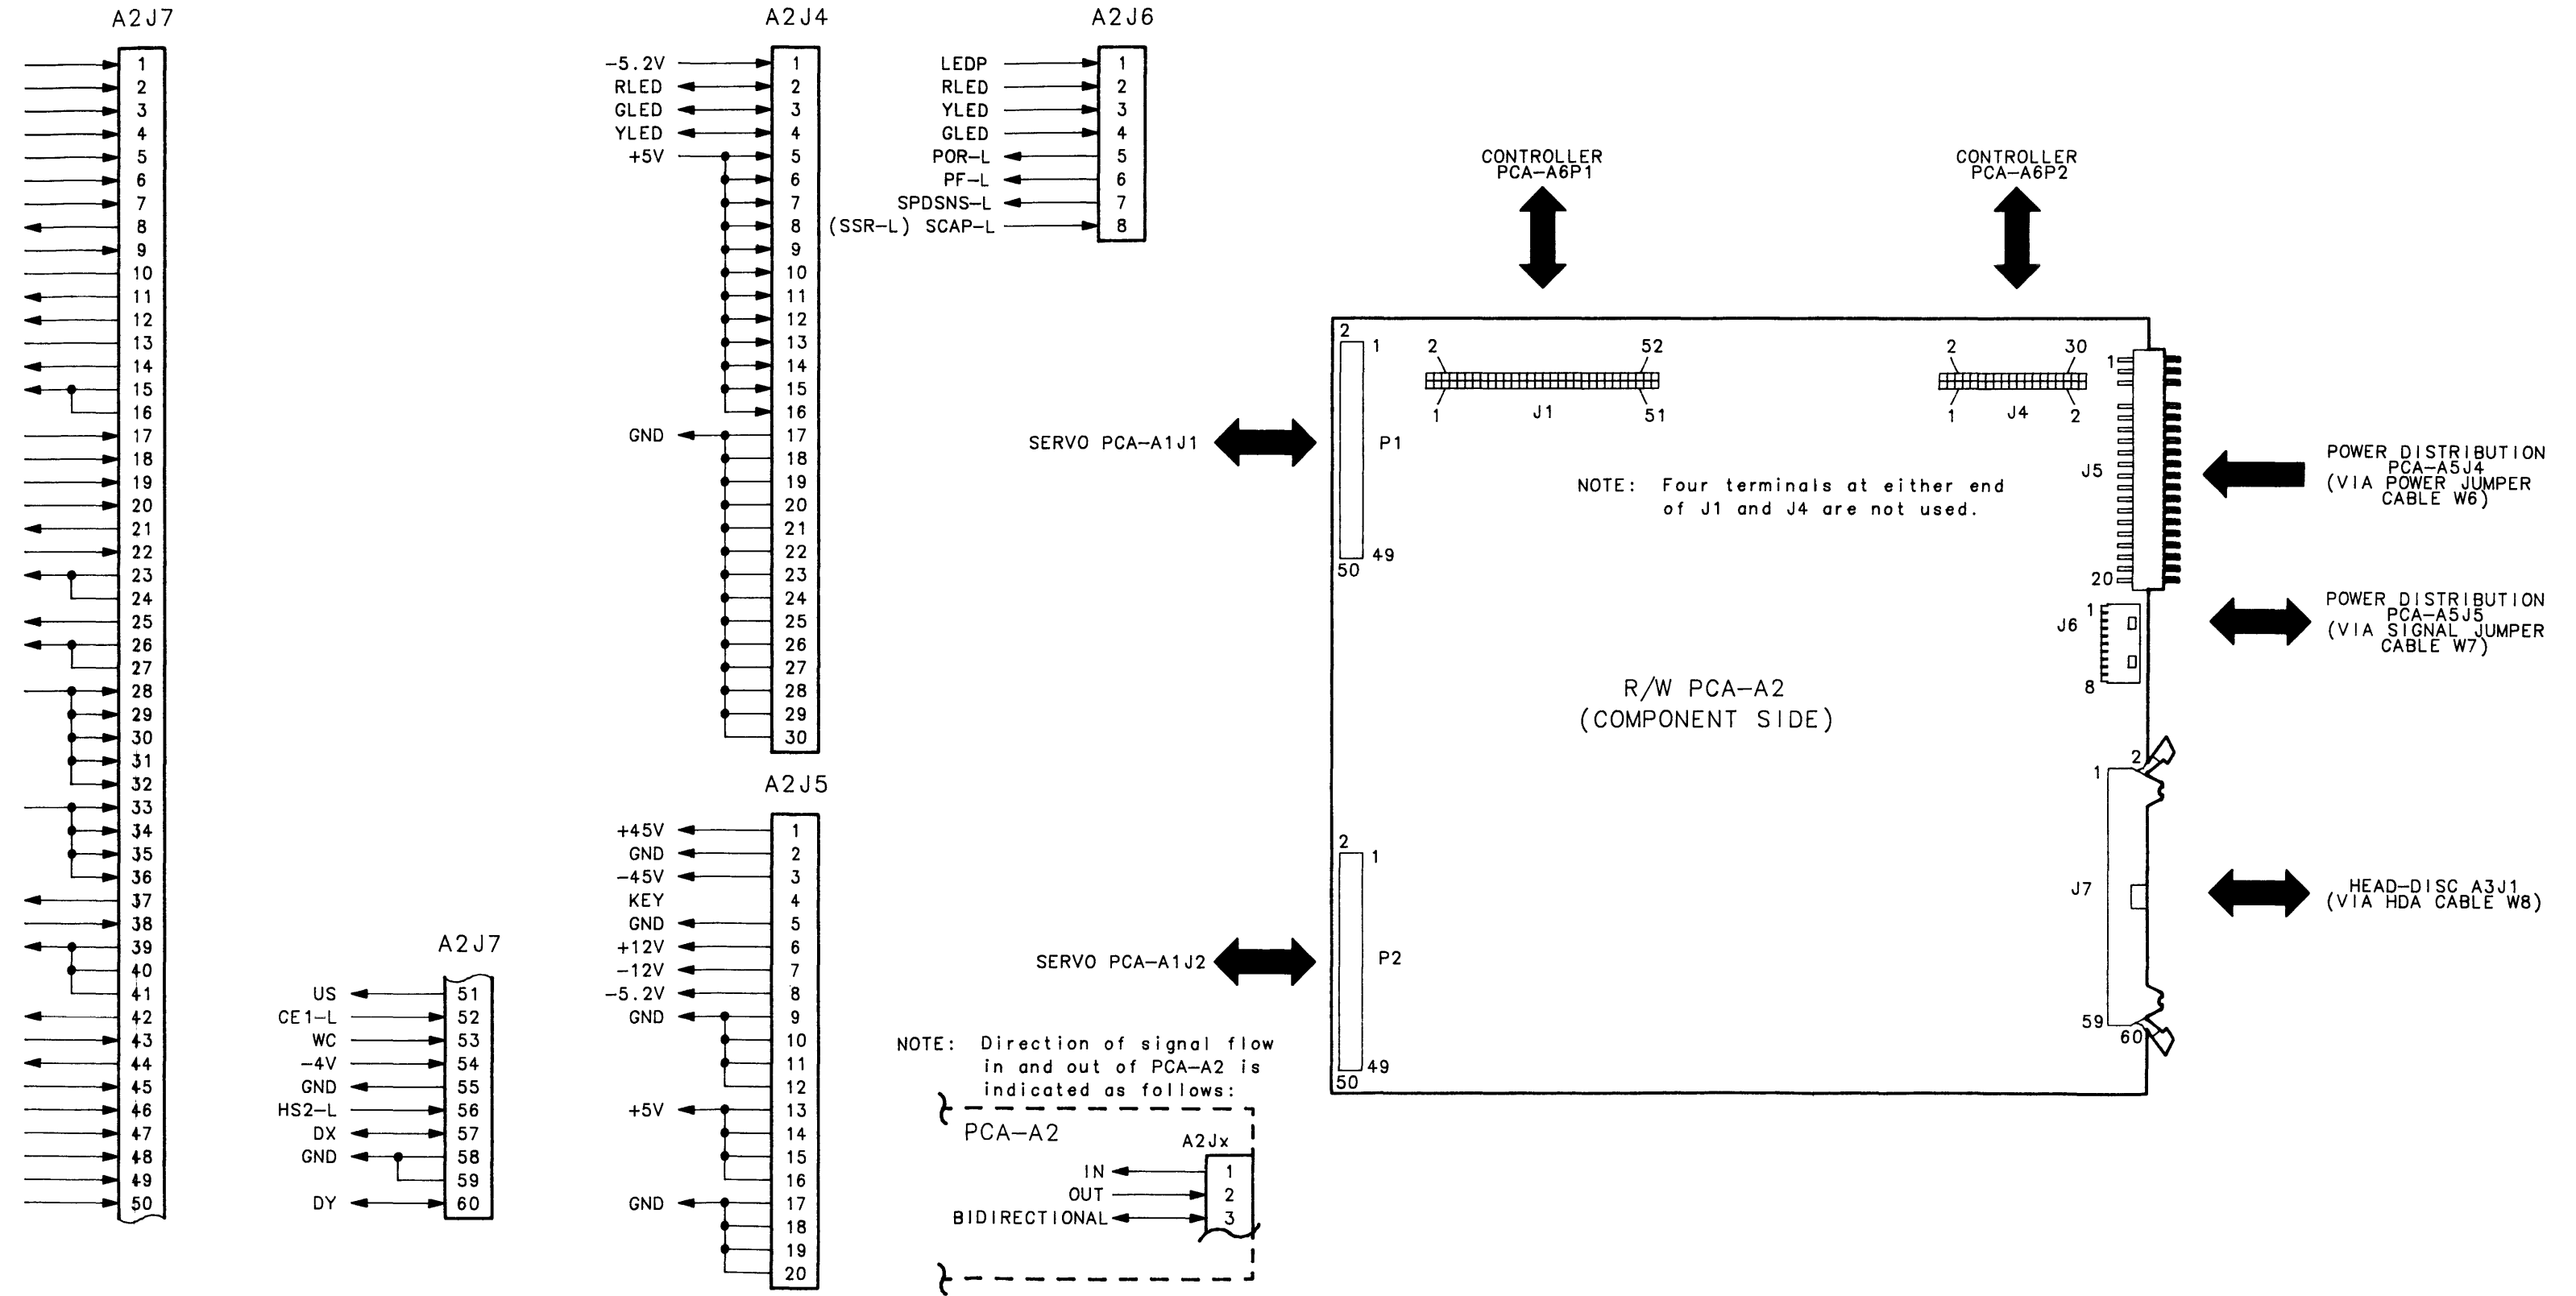 A2J7
1
2
3
4
5
6
7
8
9
10
11
12
13
14
15
16
17
18
19
20
21
22
23
24
25
26
27
28
29
30
31
32
33
34
35
36
37
38
39
40
41
42
43
44
45
46
47
48
49
50
A2J7
US 51
CE1-L 52
WC 53
-4V 54
GND 55
HS2-L 56
DX 57
GND 58
59
DY 60
A2J4
-5.2V 1
RLED 2
GLED 3
YLED 4
+5V 5
6
7
8
9
10
11
12
13
14
15
16
GND 17
18
19
20
21
22
23
24
25
26
27
28
29
30
A2J5
+45V 1
GND 2
-45V 3
KEY 4
GND 5
+12V 6
-12V 7
-5.2V 8
GND 9
10
11
12
+5V 13
14
15
16
GND 17
18
19
20
A2J6
LEDP 1
RLED 2
YLED 3
GLED 4
POR-L 5
PF-L 6
SPDSNS-L 7
(SSR-L) SCAP-L 8
NOTE: Direction of signal flow
in and out of PCA-A2 is
indicated as follows:
PCA-A2
A2Jx
IN 1
OUT 2
BIDIRECTIONAL 3
CONTROLLER
PCA-A6P1
CONTROLLER
PCA-A6P2
2
1
P1
49
50
SERVO PCA-A1J1
2 52
1 J1 51
2 30
1 J4 2
NOTE: Four terminals at either end
of J1 and J4 are not used.
1
J5
20
POWER DISTRIBUTION
PCA-A5J4
(VIA POWER JUMPER
CABLE W6)
1
J6
8
POWER DISTRIBUTION
PCA-A5J5
(VIA SIGNAL JUMPER
CABLE W7)
R/W PCA-A2
(COMPONENT SIDE)
2
1
P2
49
50
SERVO PCA-A1J2
2
1
J7
59
60
HEAD-DISC A3J1
(VIA HDA CABLE W8)